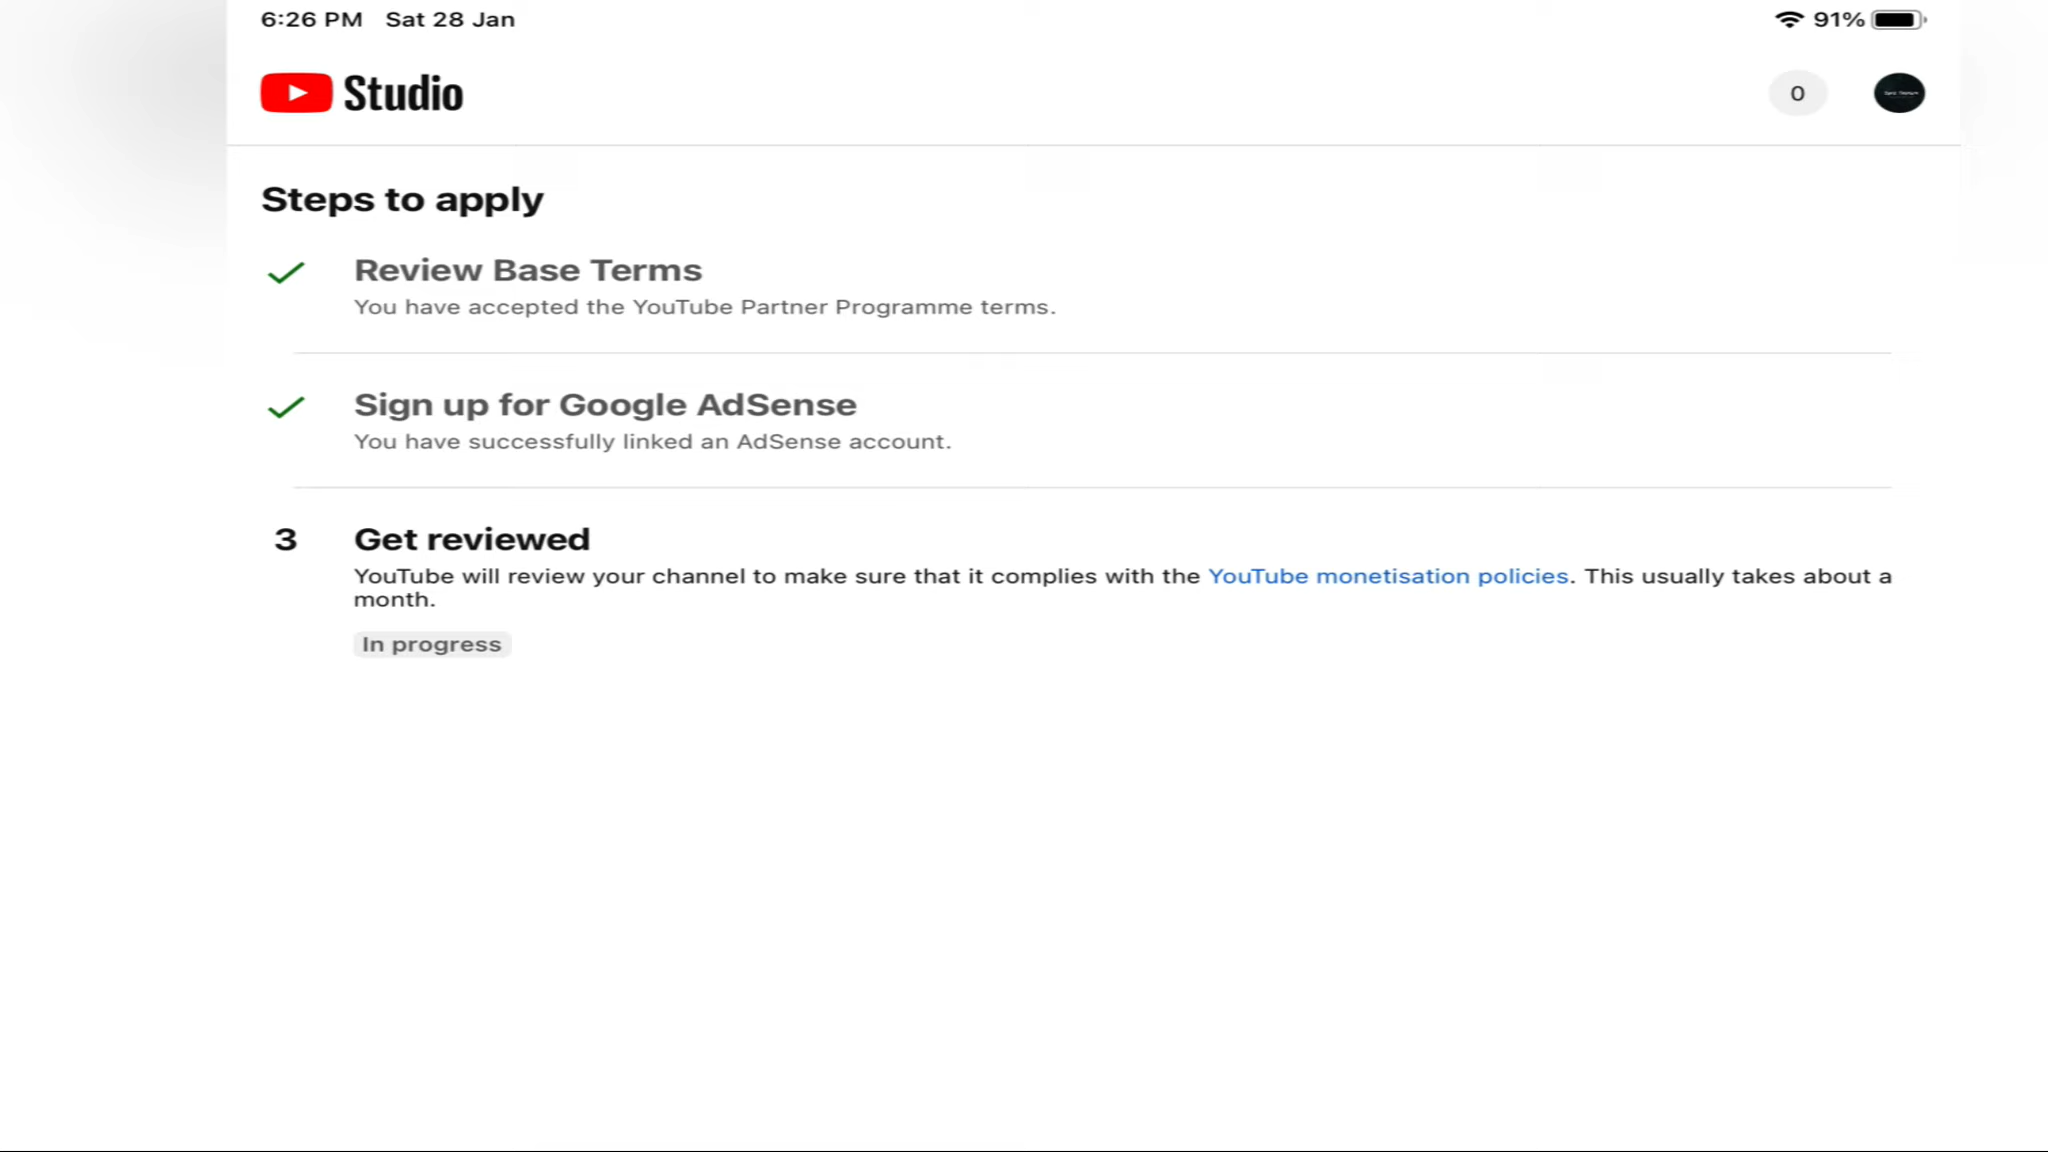 6:26 PM Sat 28 Jan 91%
Studio 0
Steps to apply
Review Base Terms
You have accepted the YouTube Partner Programme terms.
Sign up for Google AdSense
You have successfully linked an AdSense account.
3 Get reviewed
YouTube will review your channel to make sure that it complies with the YouTube monetisation policies. This usually takes about a
month.
In progress